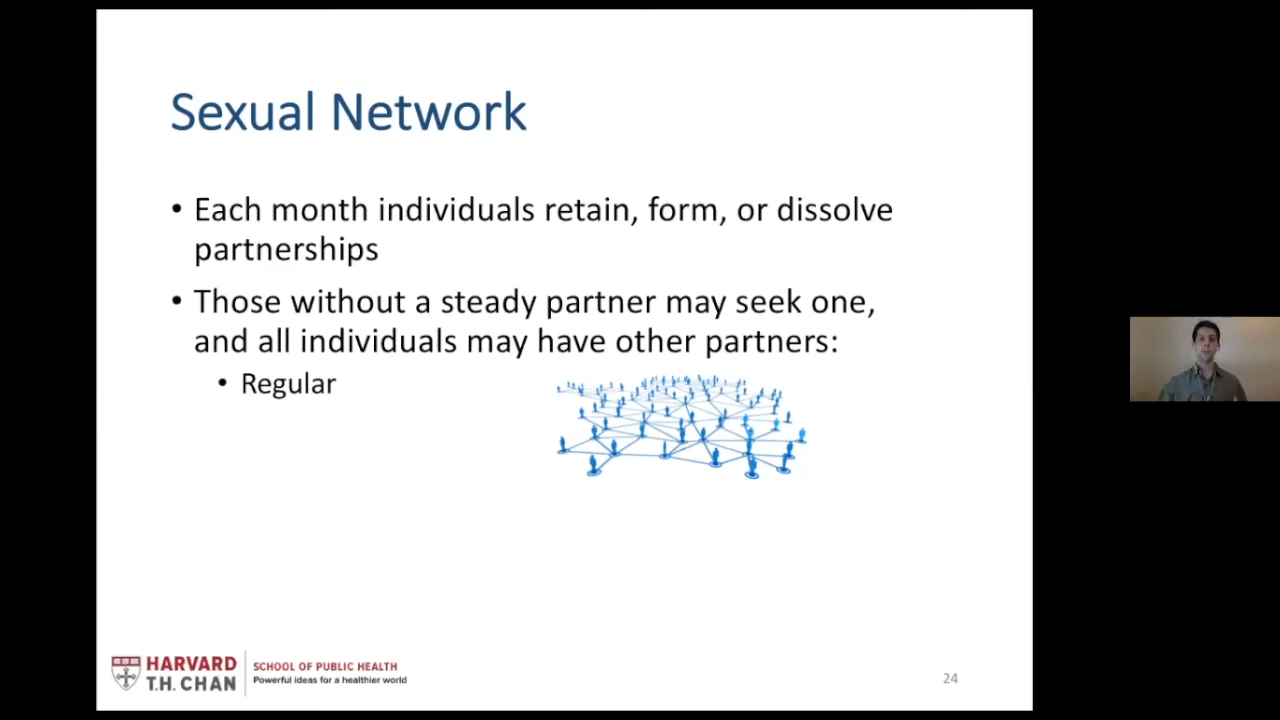 Sexual Network
• Each month individuals retain, form, or dissolve
partnerships
• Those without a steady partner may seek one,
and all individuals may have other partners:
• Regular
HARVARD
T.H. CHAN
SCHOOL OF PUBLIC HEALTH
Powerful ideas for a healthier world
24